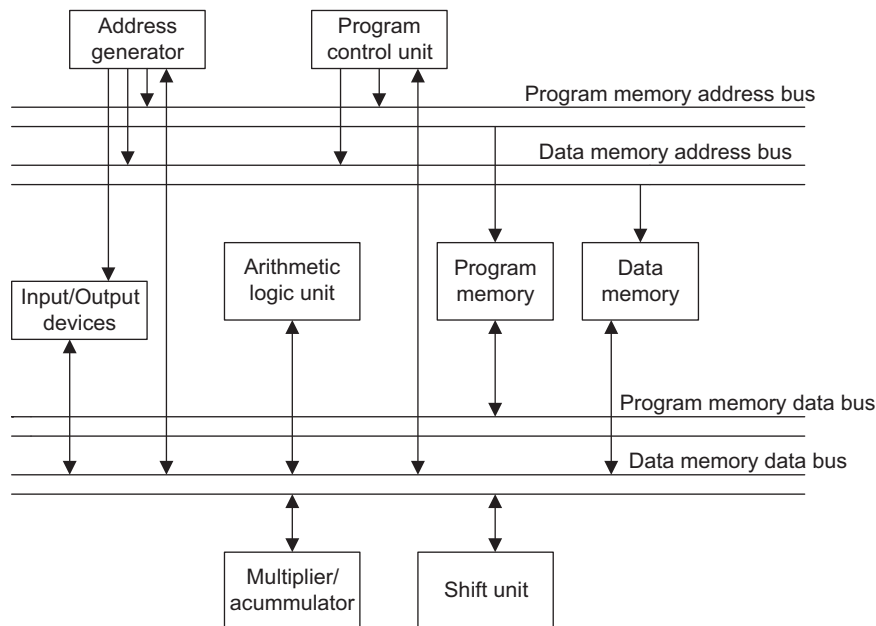 Address
generator
Program
control unit
Program memory address bus
Data memory address bus
Input/Output
devices
Arithmetic
logic unit
Program
memory
Data
memory
Program memory data bus
Data memory data bus
Multiplier/
acummulator
Shift unit